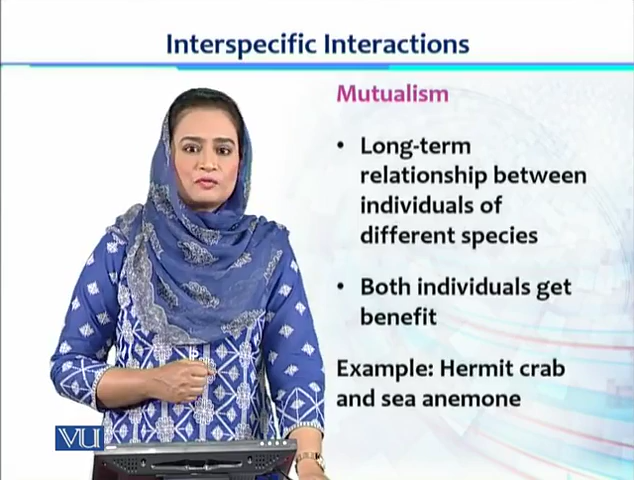 Interspecific Interactions
Mutualism
• Long-term
relationship between
individuals of
different species
• Both individuals get
benefit
Example: Hermit crab
and sea anemone
VU